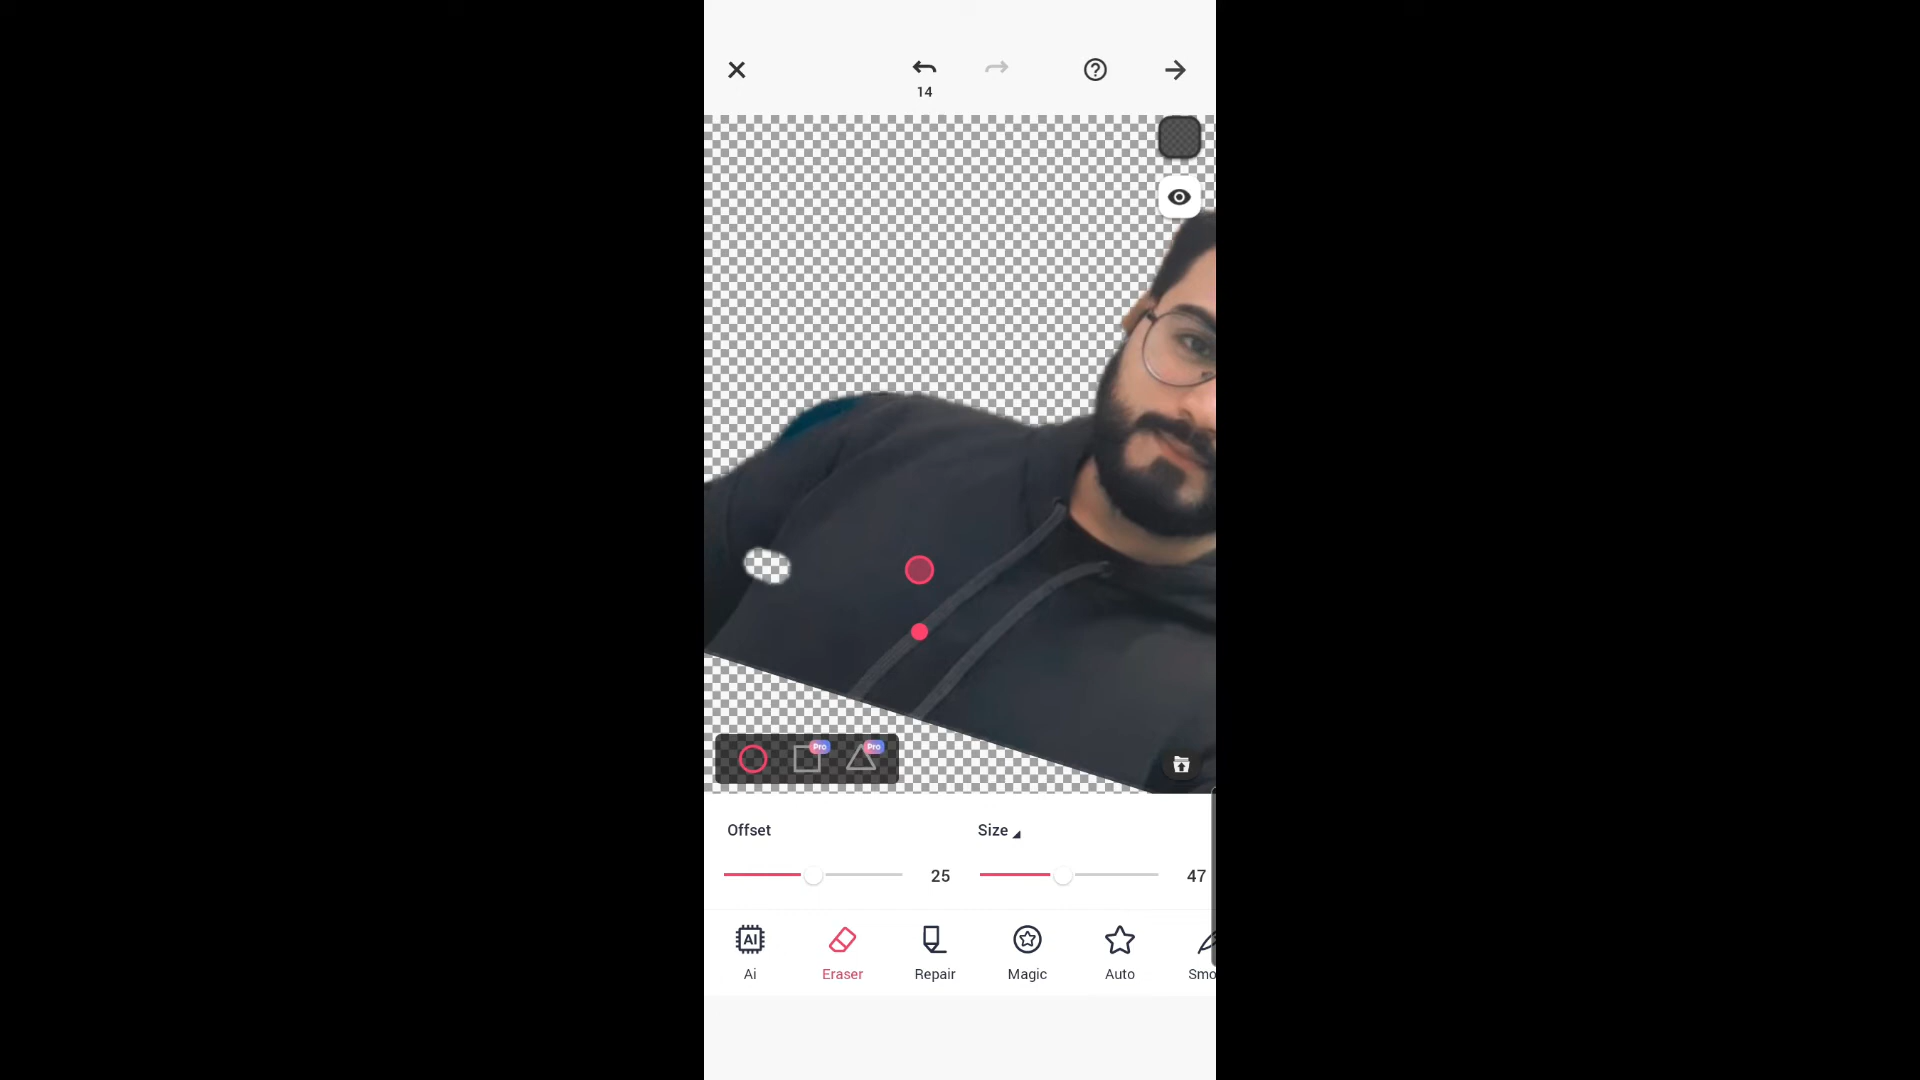 14
Pro
Pro
Offset
Size
25
47
AI
Ai
Eraser
Repair
Magic
Auto
Smo